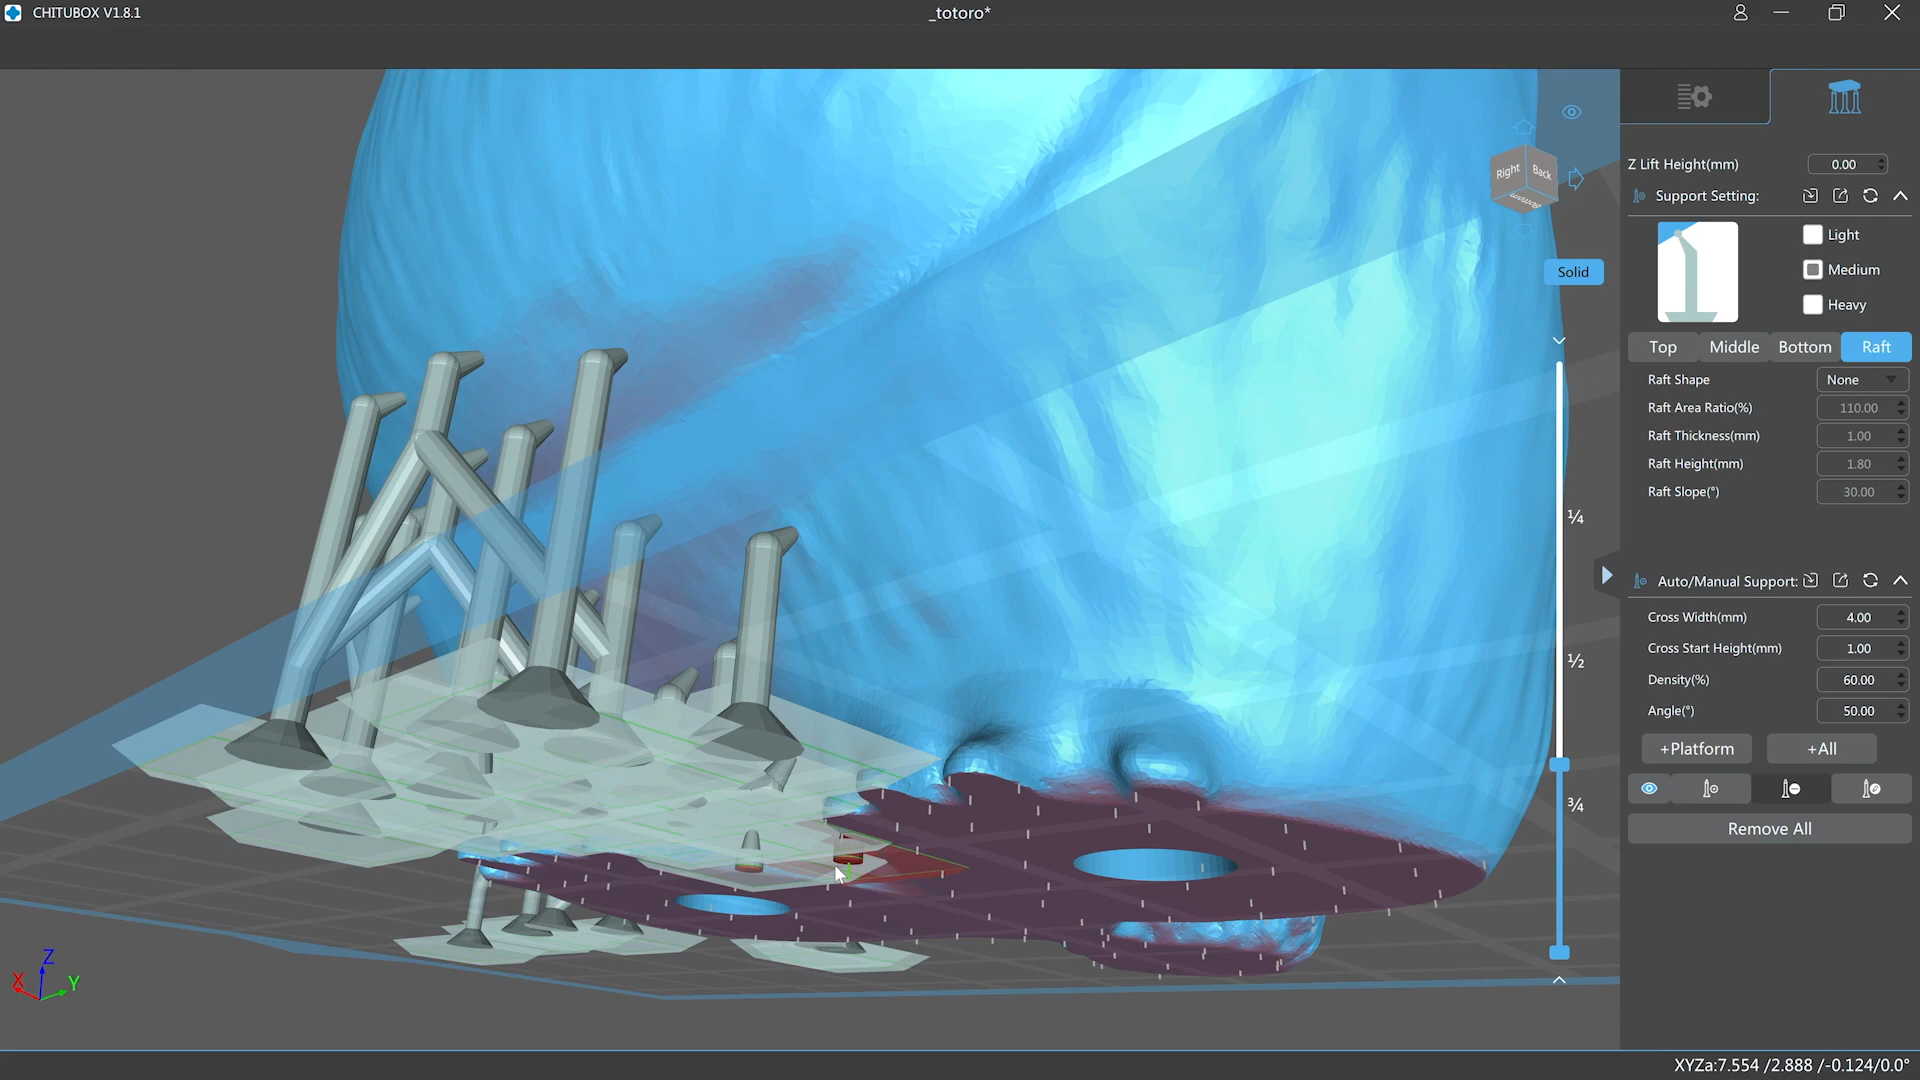 CHITUBOX V1.8.1
_totoro*
Z Lift Height(mm) 0.00
Support Setting:
Right Back Bottom
Light
Solid
Medium
Heavy
Top Middle Bottom Raft
Raft Shape None
Raft Area Ratio(%) 110.00
Raft Thickness(mm) 1.00
Raft Height(mm) 1.80
Raft Slope(°) 30.00
¼
Auto/Manual Support:
Cross Width(mm) 4.00
Cross Start Height(mm) 1.00
½
Density(%) 60.00
Angle(°) 50.00
+Platform +All
¾
Remove All
Z
X Y
XYZa:7.554 /2.888 /-0.124/0.0°